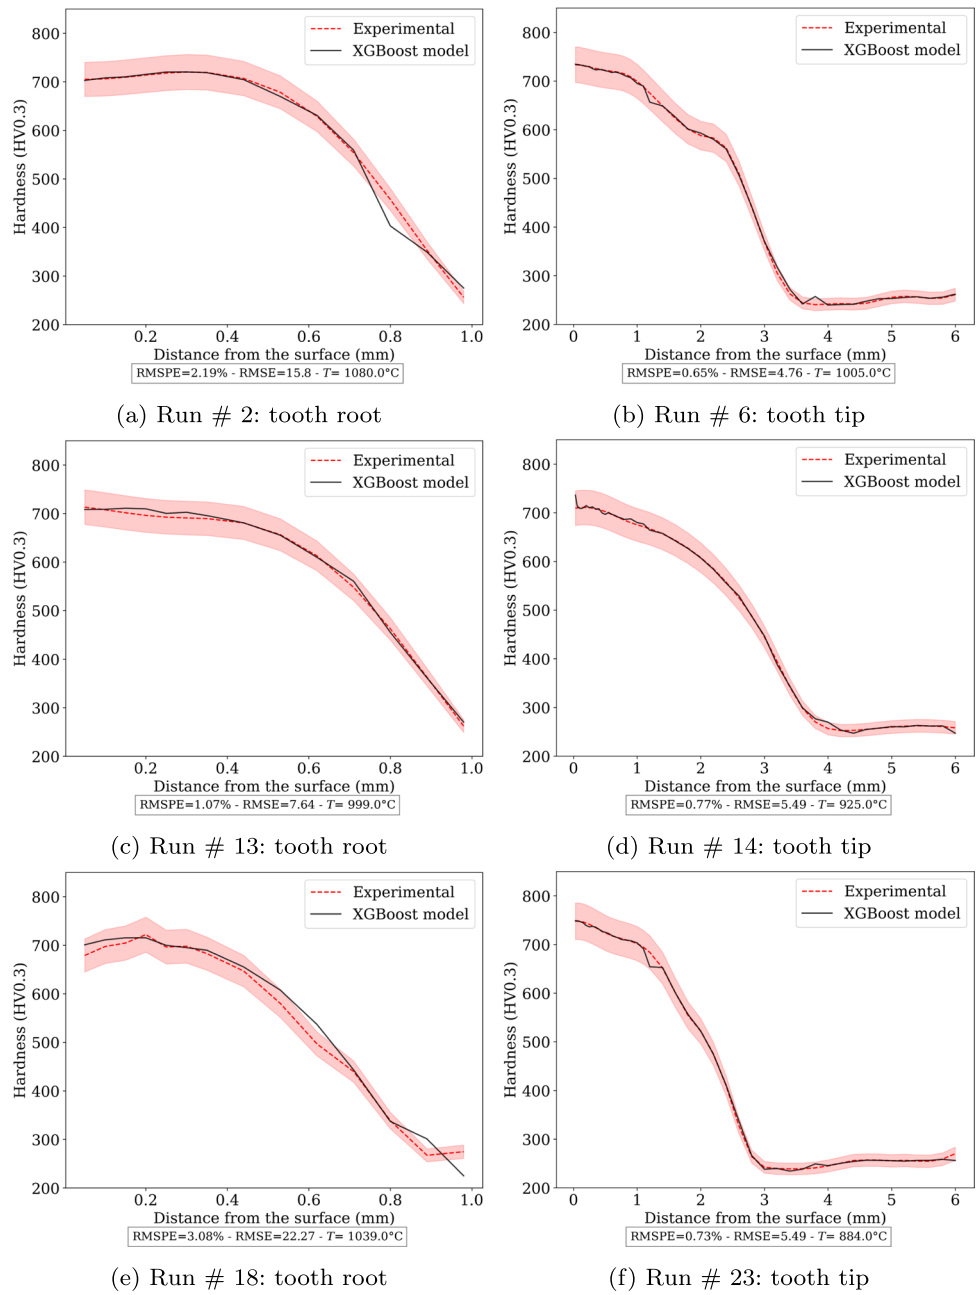 Experimental
XGBoost model
Hardness (HV0.3)
800
700
600
500
400
300
200
0.2 0.4 0.6 0.8 1.0
Distance from the surface (mm)
RMSPE=2.19% - RMSE=15.8 - T= 1080.0°C
(a) Run # 2: tooth root
Experimental
XGBoost model
Hardness (HV0.3)
800
700
600
500
400
300
200
0 1 2 3 4 5 6
Distance from the surface (mm)
RMSPE=0.65% - RMSE=4.76 - T= 1005.0°C
(b) Run # 6: tooth tip
Experimental
XGBoost model
Hardness (HV0.3)
800
700
600
500
400
300
200
0.2 0.4 0.6 0.8 1.0
Distance from the surface (mm)
RMSPE=1.07% - RMSE=7.64 - T= 999.0°C
(c) Run # 13: tooth root
Experimental
XGBoost model
Hardness (HV0.3)
800
700
600
500
400
300
200
0 1 2 3 4 5 6
Distance from the surface (mm)
RMSPE=0.77% - RMSE=5.49 - T= 925.0°C
(d) Run # 14: tooth tip
Experimental
XGBoost model
Hardness (HV0.3)
800
700
600
500
400
300
200
0.2 0.4 0.6 0.8 1.0
Distance from the surface (mm)
RMSPE=3.08% - RMSE=22.27 - T= 1039.0°C
(e) Run # 18: tooth root
Experimental
XGBoost model
Hardness (HV0.3)
800
700
600
500
400
300
200
0 1 2 3 4 5 6
Distance from the surface (mm)
RMSPE=0.73% - RMSE=5.49 - T= 884.0°C
(f) Run # 23: tooth tip